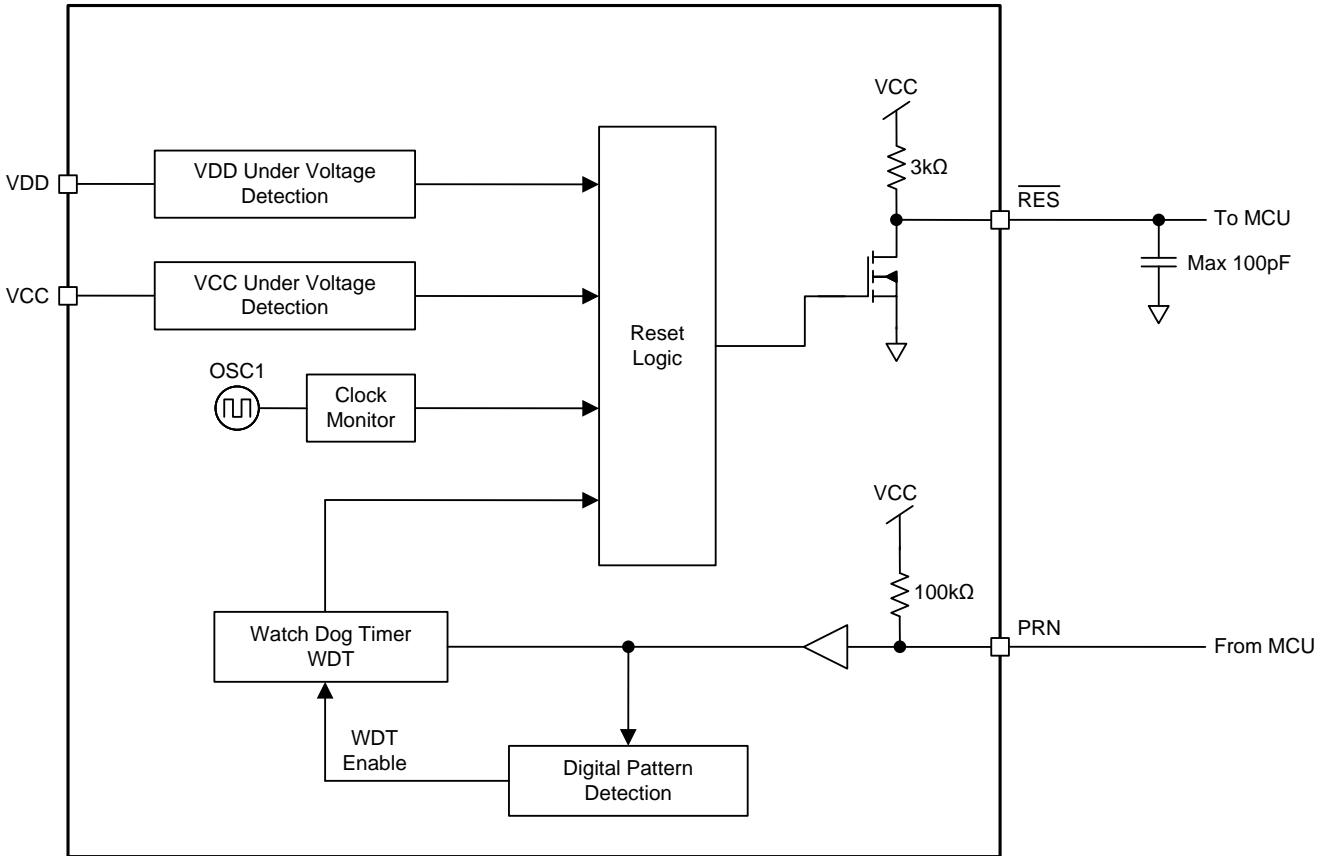 VCC
3kΩ
VDD
VDD Under Voltage
Detection
RES
To MCU
Max 100pF
VCC
VCC Under Voltage
Detection
Reset
Logic
OSC1
Clock
Monitor
VCC
100kΩ
PRN
From MCU
Watch Dog Timer
WDT
WDT
Enable
Digital Pattern
Detection